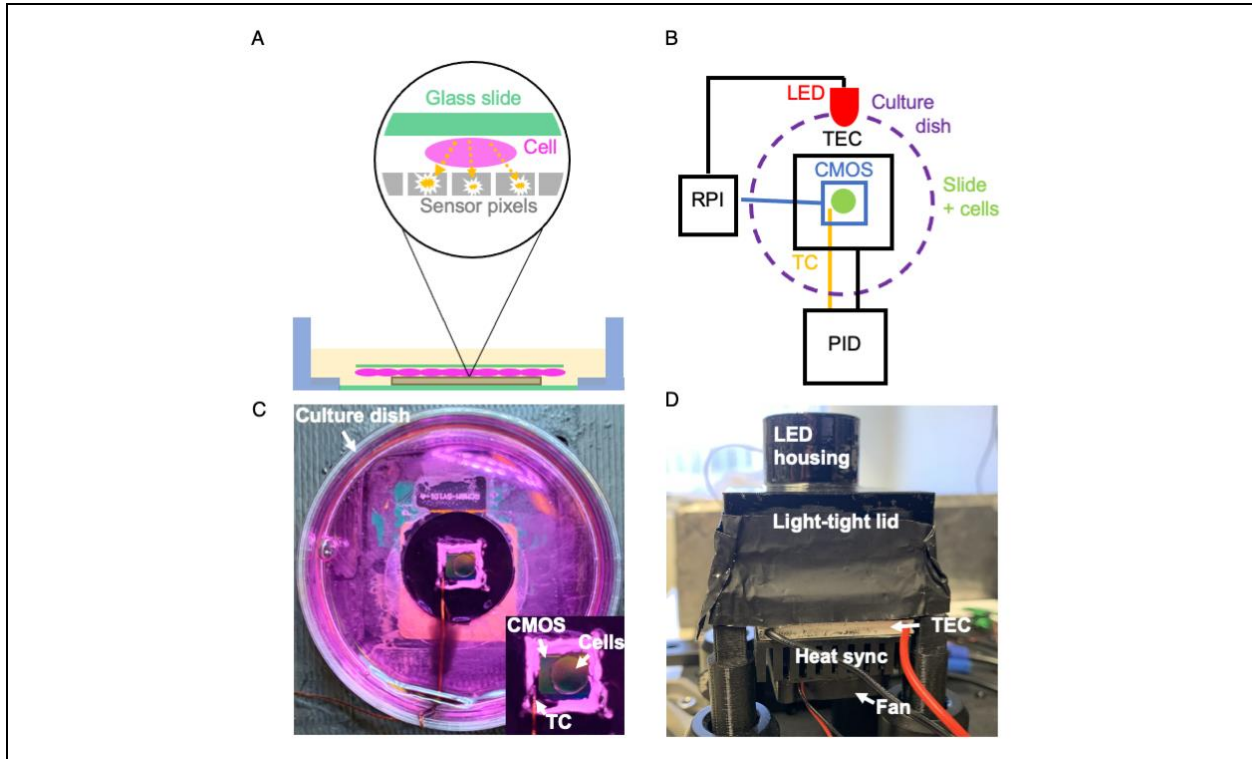 A
Glass slide
Cell
Sensor pixels
B
LED
Culture
dish
TEC
CMOS
RPI
Slide
+ cells
TC
PID
C
Culture dish
CMOS
Cells
TC
D
LED
housing
Light-tight lid
TEC
Heat sync
Fan